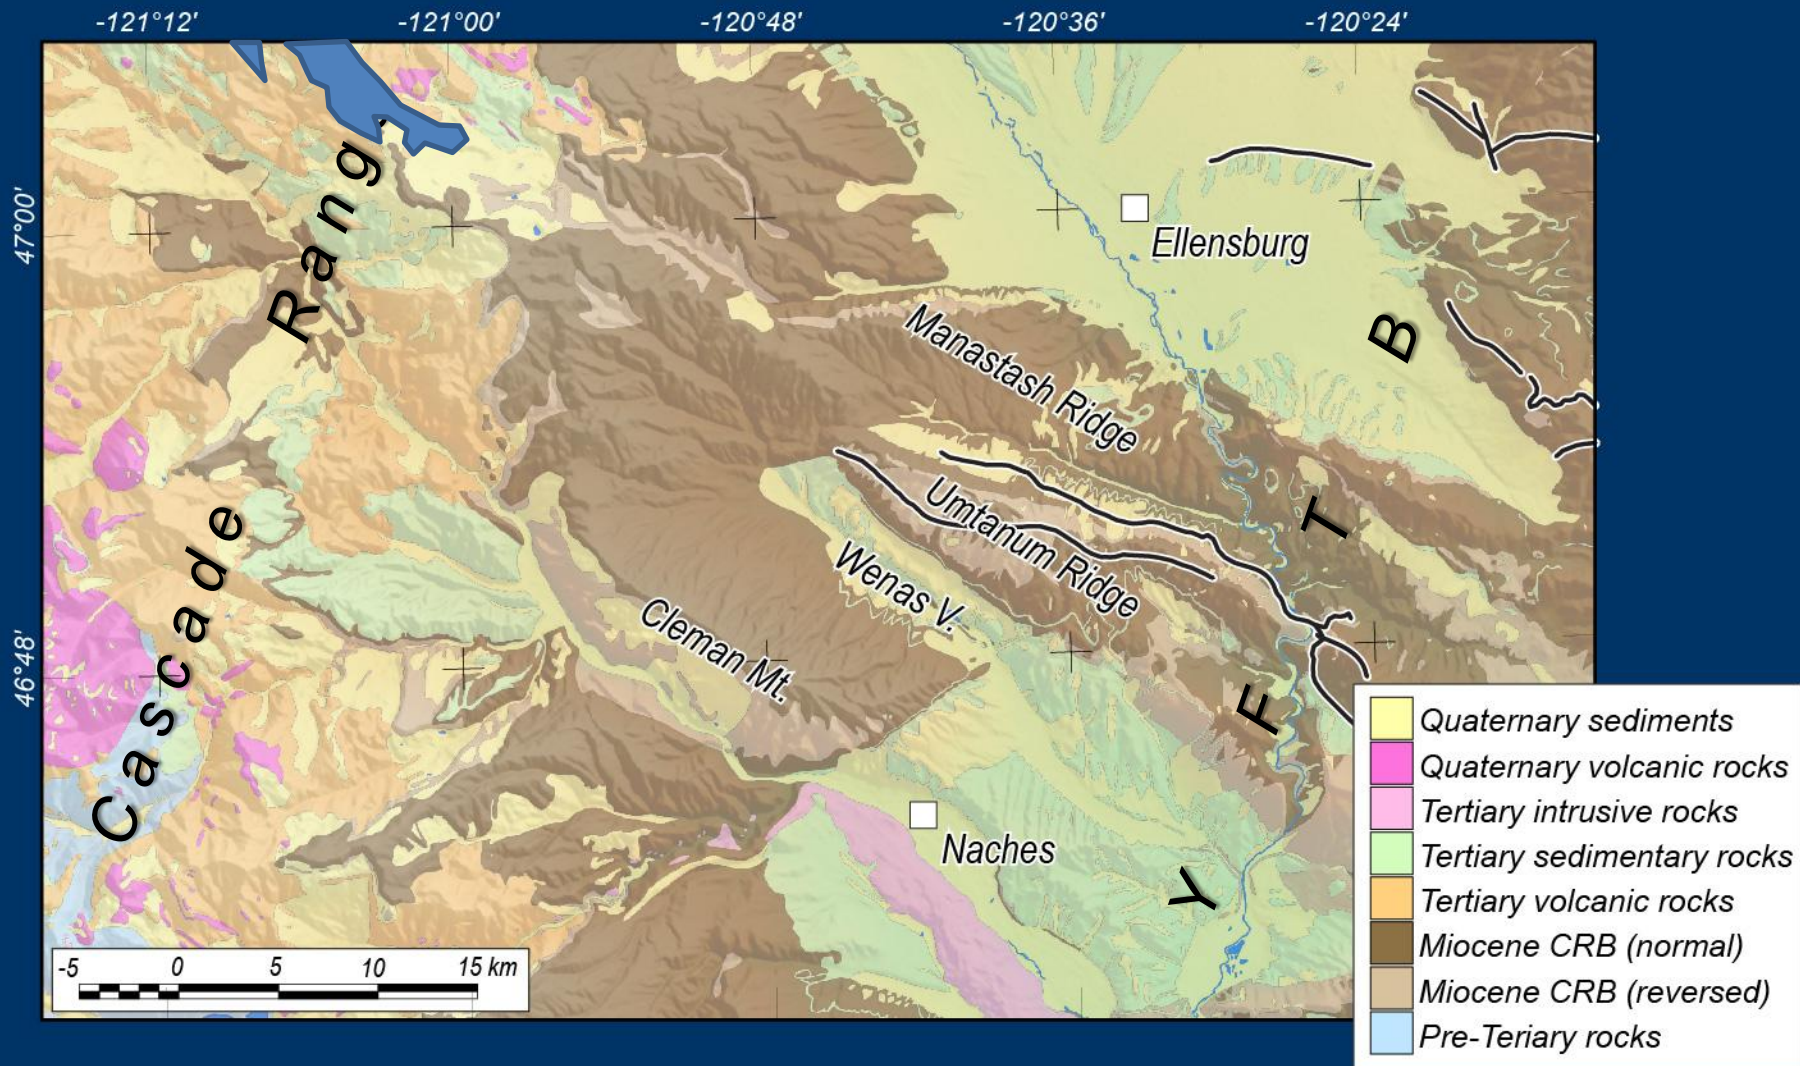 -121°12'
-121°00'
-120°48'
-120°36'
-120°24'
47°00'
46°48'
Cascade Rang
Ellensburg
Manastash Ridge
Umtanum Ridge
Wenas V.
Cleman Mt.
Naches
Y F T B
-5 0 5 10 15 km
Quaternary sediments
Quaternary volcanic rocks
Tertiary intrusive rocks
Tertiary sedimentary rocks
Tertiary volcanic rocks
Miocene CRB (normal)
Miocene CRB (reversed)
Pre-Teriary rocks